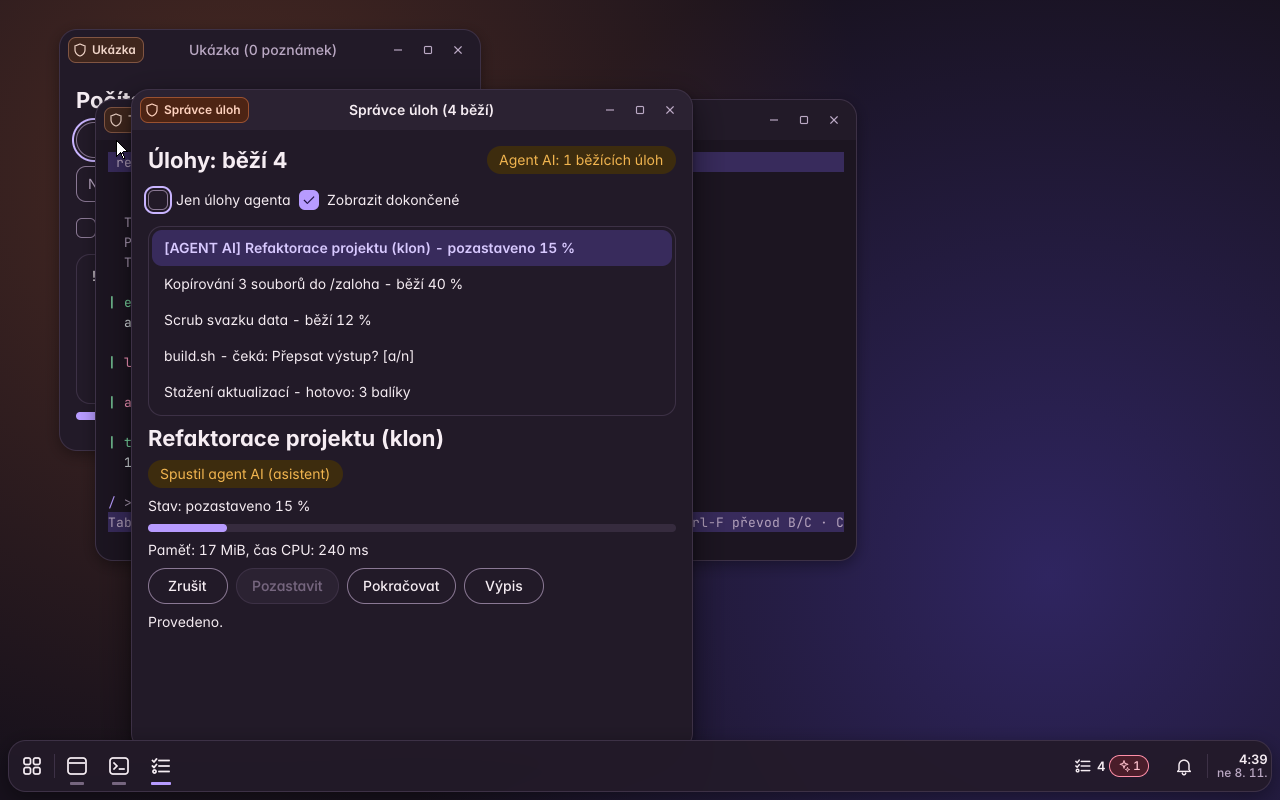 Ukázka
Ukázka (0 poznámek)
Správce úloh
Správce úloh (4 běží)
Úlohy: běží 4
Agent AI: 1 běžících úloh
Jen úlohy agenta
Zobrazit dokončené
[AGENT AI] Refaktorace projektu (klon) - pozastaveno 15 %
Kopírování 3 souborů do /zaloha - běží 40 %
Scrub svazku data - běží 12 %
build.sh - čeká: Přepsat výstup? [a/n]
Stažení aktualizací - hotovo: 3 balíky
Refaktorace projektu (klon)
Spustil agent AI (asistent)
Stav: pozastaveno 15 %
Tab
rl-F převod B/C · C
Paměť: 17 MiB, čas CPU: 240 ms
Zrušit
Pozastavit
Pokračovat
Výpis
Provedeno.
4
1
4:39
ne 8. 11.